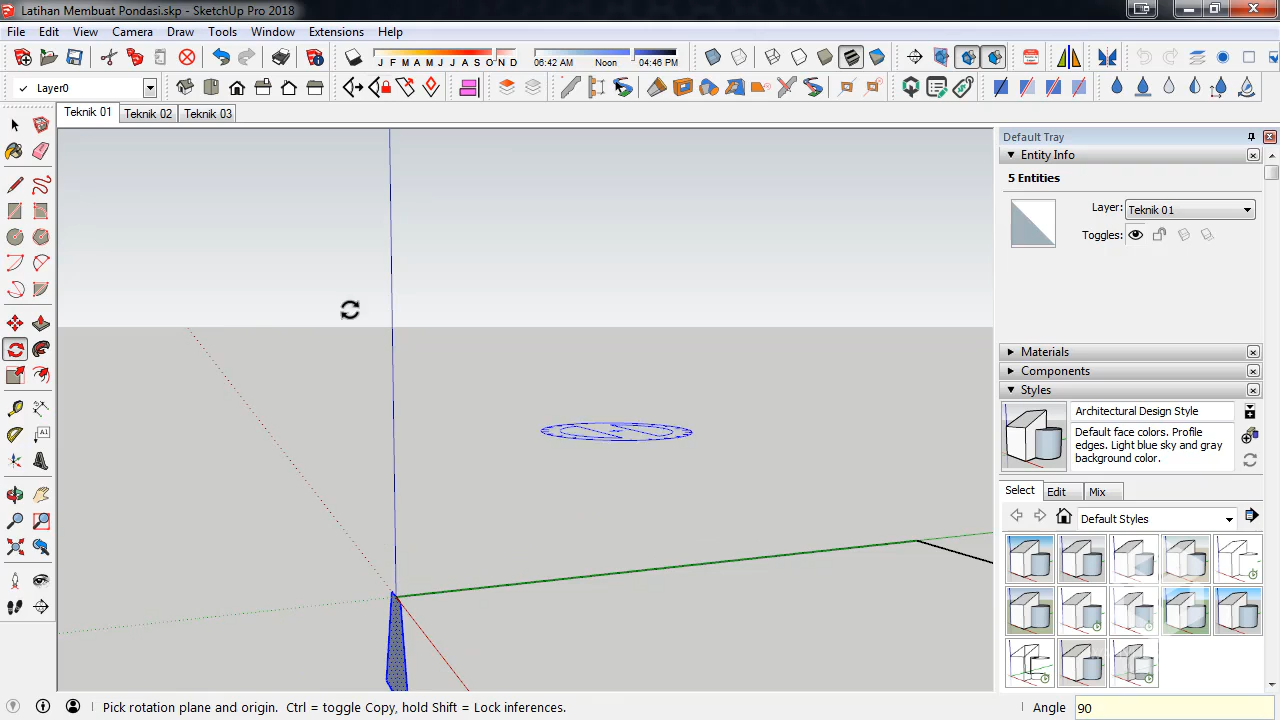 Latihan Membuat Pondasi.skp - SketchUp Pro 2018
File Edit View Camera Draw Tools Window Extensions Help
J F M A M J J A S O N D
06:42 AM Noon 04:46 PM
Layer0
Teknik 01 Teknik 02 Teknik 03
Default Tray
Entity Info
5 Entities
Layer: Teknik 01
Toggles:
Materials
Components
Styles
Architectural Design Style
Default face colors. Profile
edges. Light blue sky and gray
background color.
Select Edit Mix
Default Styles
Pick rotation plane and origin. Ctrl = toggle Copy, hold Shift = Lock inferences.
Angle 90